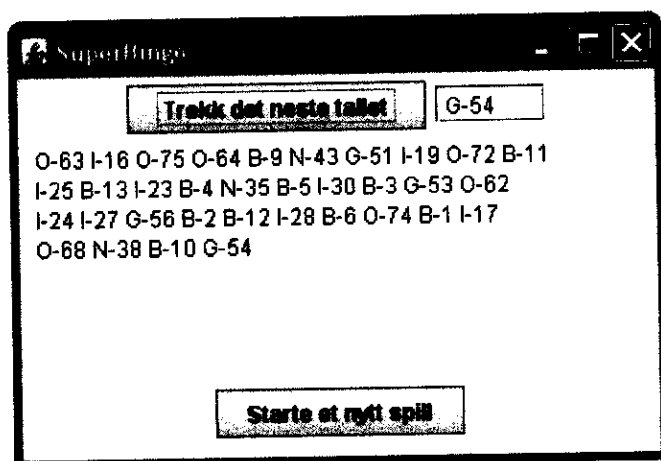 SuperBingo
Trekk det neste tallet G-54
O-63 I-16 O-75 O-64 B-9 N-43 G-51 I-19 O-72 B-11
I-25 B-13 I-23 B-4 N-35 B-5 I-30 B-3 G-53 O-62
I-24 I-27 G-56 B-2 B-12 I-28 B-6 O-74 B-1 I-17
O-68 N-38 B-10 G-54
Starte et nytt spill